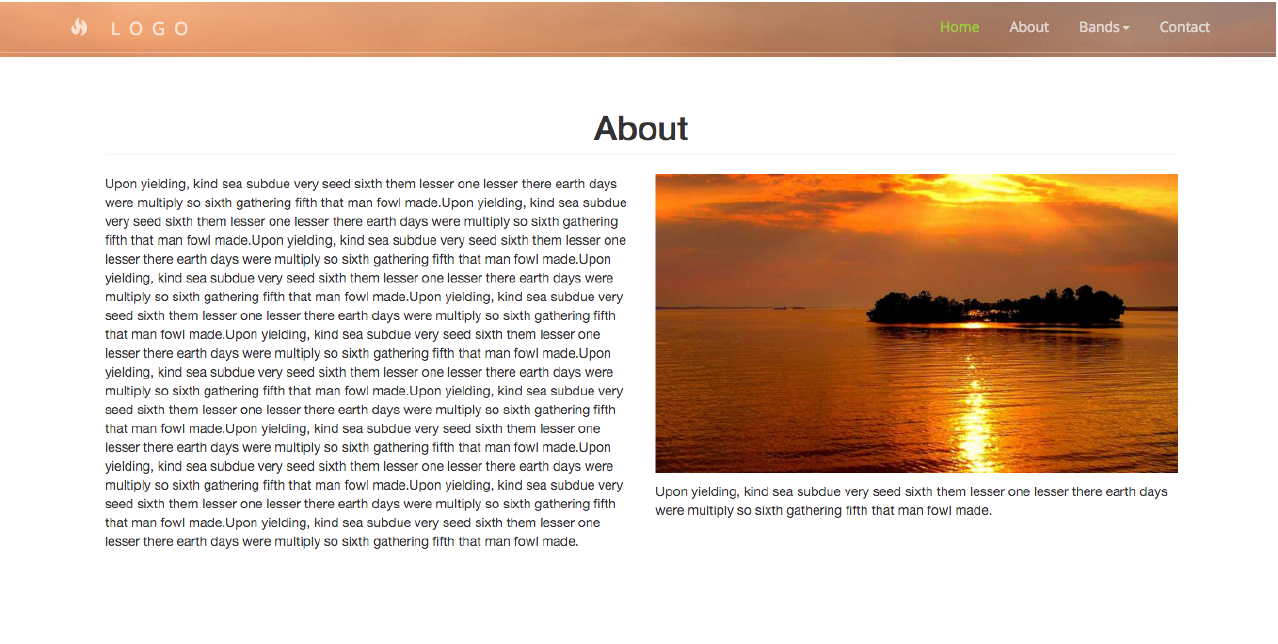 LOGO
Home About Bands Contact
About
Upon yielding, kind sea subdue very seed sixth them lesser one lesser there earth days
were multiply so sixth gathering fifth that man fowl made.Upon yielding, kind sea subdue
very seed sixth them lesser one lesser there earth days were multiply so sixth gathering
fifth that man fowl made.Upon yielding, kind sea subdue very seed sixth them lesser one
lesser there earth days were multiply so sixth gathering fifth that man fowl made.Upon
yielding, kind sea subdue very seed sixth them lesser one lesser there earth days were
multiply so sixth gathering fifth that man fowl made.Upon yielding, kind sea subdue very
seed sixth them lesser one lesser there earth days were multiply so sixth gathering fifth
that man fowl made.Upon yielding, kind sea subdue very seed sixth them lesser one
lesser there earth days were multiply so sixth gathering fifth that man fowl made.Upon
yielding, kind sea subdue very seed sixth them lesser one lesser there earth days were
multiply so sixth gathering fifth that man fowl made.Upon yielding, kind sea subdue very
seed sixth them lesser one lesser there earth days were multiply so sixth gathering fifth
that man fowl made.Upon yielding, kind sea subdue very seed sixth them lesser one
lesser there earth days were multiply so sixth gathering fifth that man fowl made.Upon
yielding, kind sea subdue very seed sixth them lesser one lesser there earth days were
multiply so sixth gathering fifth that man fowl made.Upon yielding, kind sea subdue very
seed sixth them lesser one lesser there earth days were multiply so sixth gathering fifth
that man fowl made.Upon yielding, kind sea subdue very seed sixth them lesser one
lesser there earth days were multiply so sixth gathering fifth that man fowl made.
Upon yielding, kind sea subdue very seed sixth them lesser one lesser there earth days
were multiply so sixth gathering fifth that man fowl made.